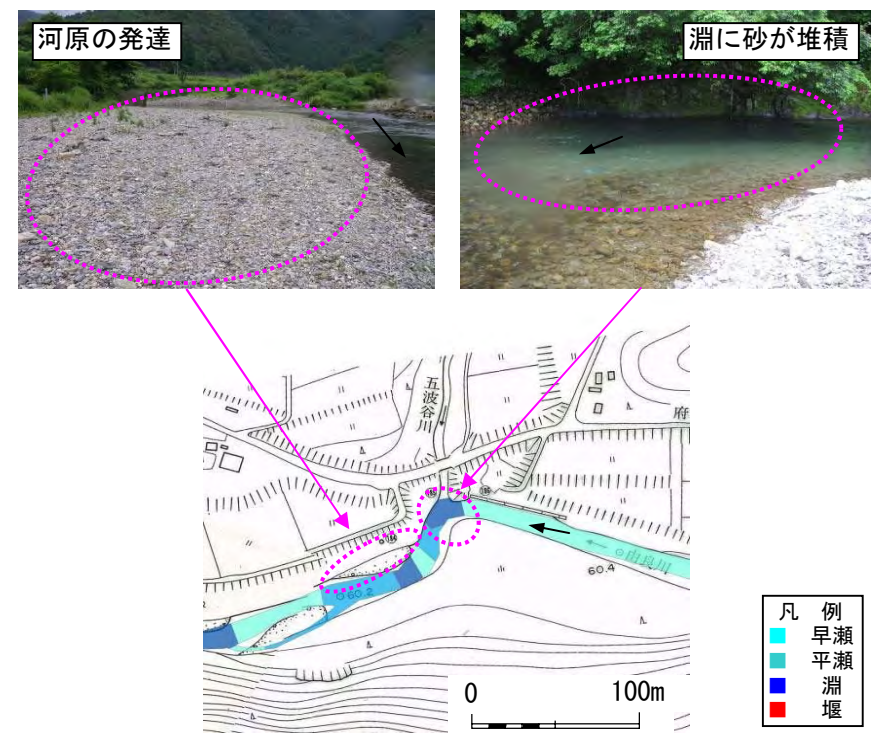 河原の発達
淵に砂が堆積
五波谷川
府
由良川
60.4
60.2
0 100m
凡 例
早瀬
平瀬
淵
堰